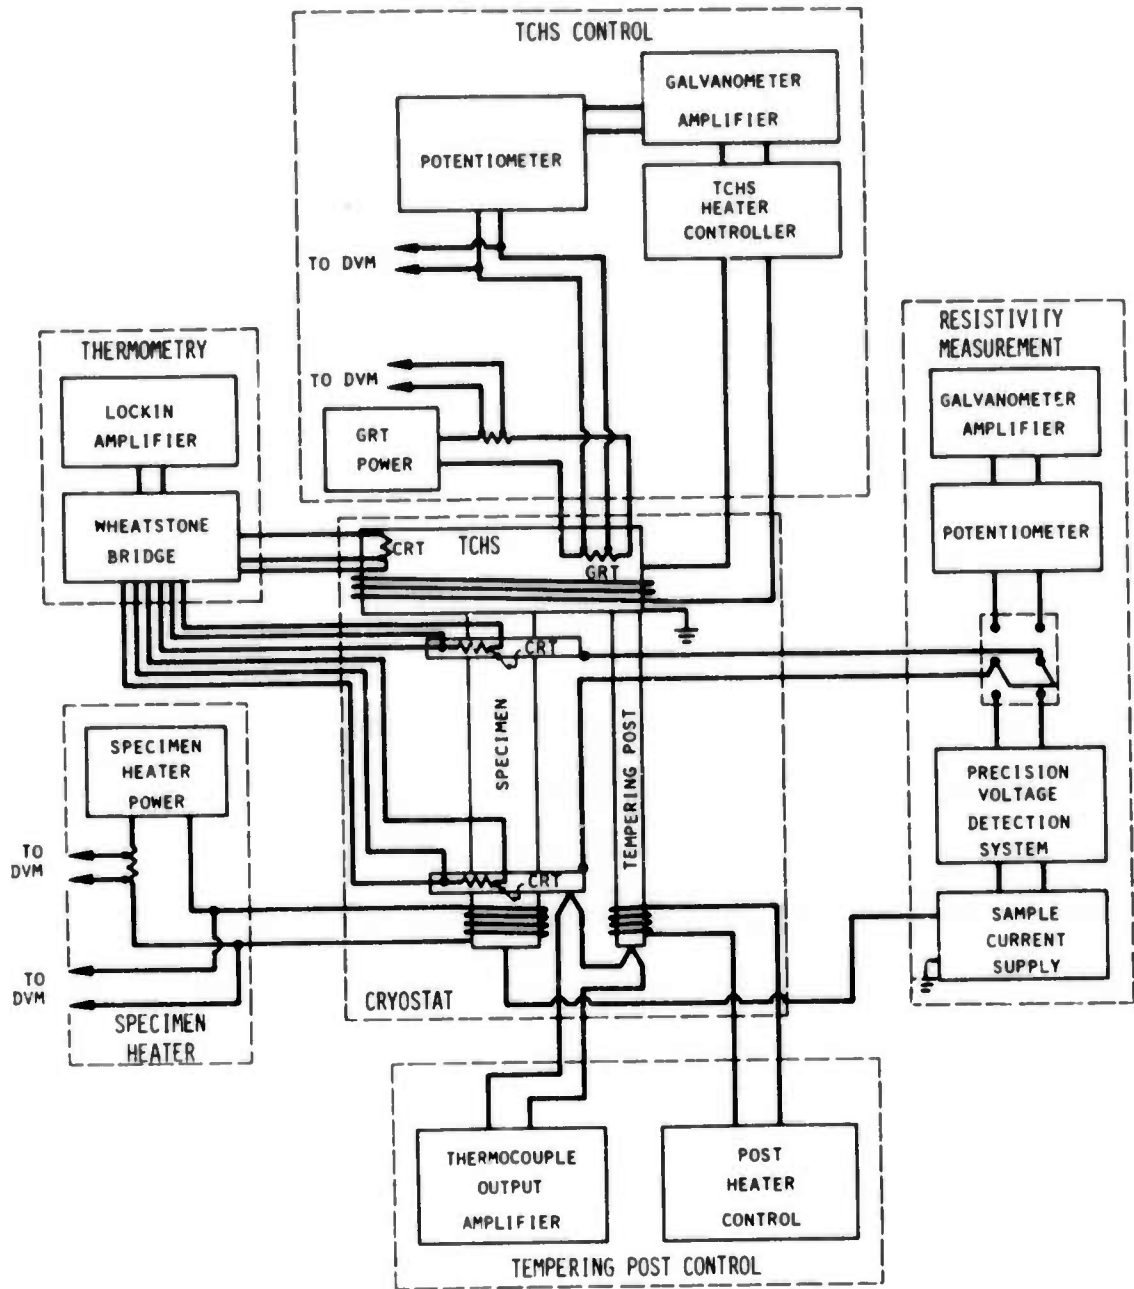 TCHS CONTROL
GALVANOMETER
AMPLIFIER
POTENTIOMETER
TCHS
HEATER
CONTROLLER
TO DVM
TO DVM
GRT
POWER
THERMOMETRY
LOCKIN
AMPLIFIER
WHEATSTONE
BRIDGE
CRT
TCHS
GRT
CRT
SPECIMEN
TEMPERING POST
CRT
CRYOSTAT
RESISTIVITY
MEASUREMENT
GALVANOMETER
AMPLIFIER
POTENTIOMETER
PRECISION
VOLTAGE
DETECTION
SYSTEM
SAMPLE
CURRENT
SUPPLY
SPECIMEN
HEATER
POWER
TO
DVM
TO
DVM
SPECIMEN
HEATER
THERMOCOUPLE
OUTPUT
AMPLIFIER
POST
HEATER
CONTROL
TEMPERING POST CONTROL